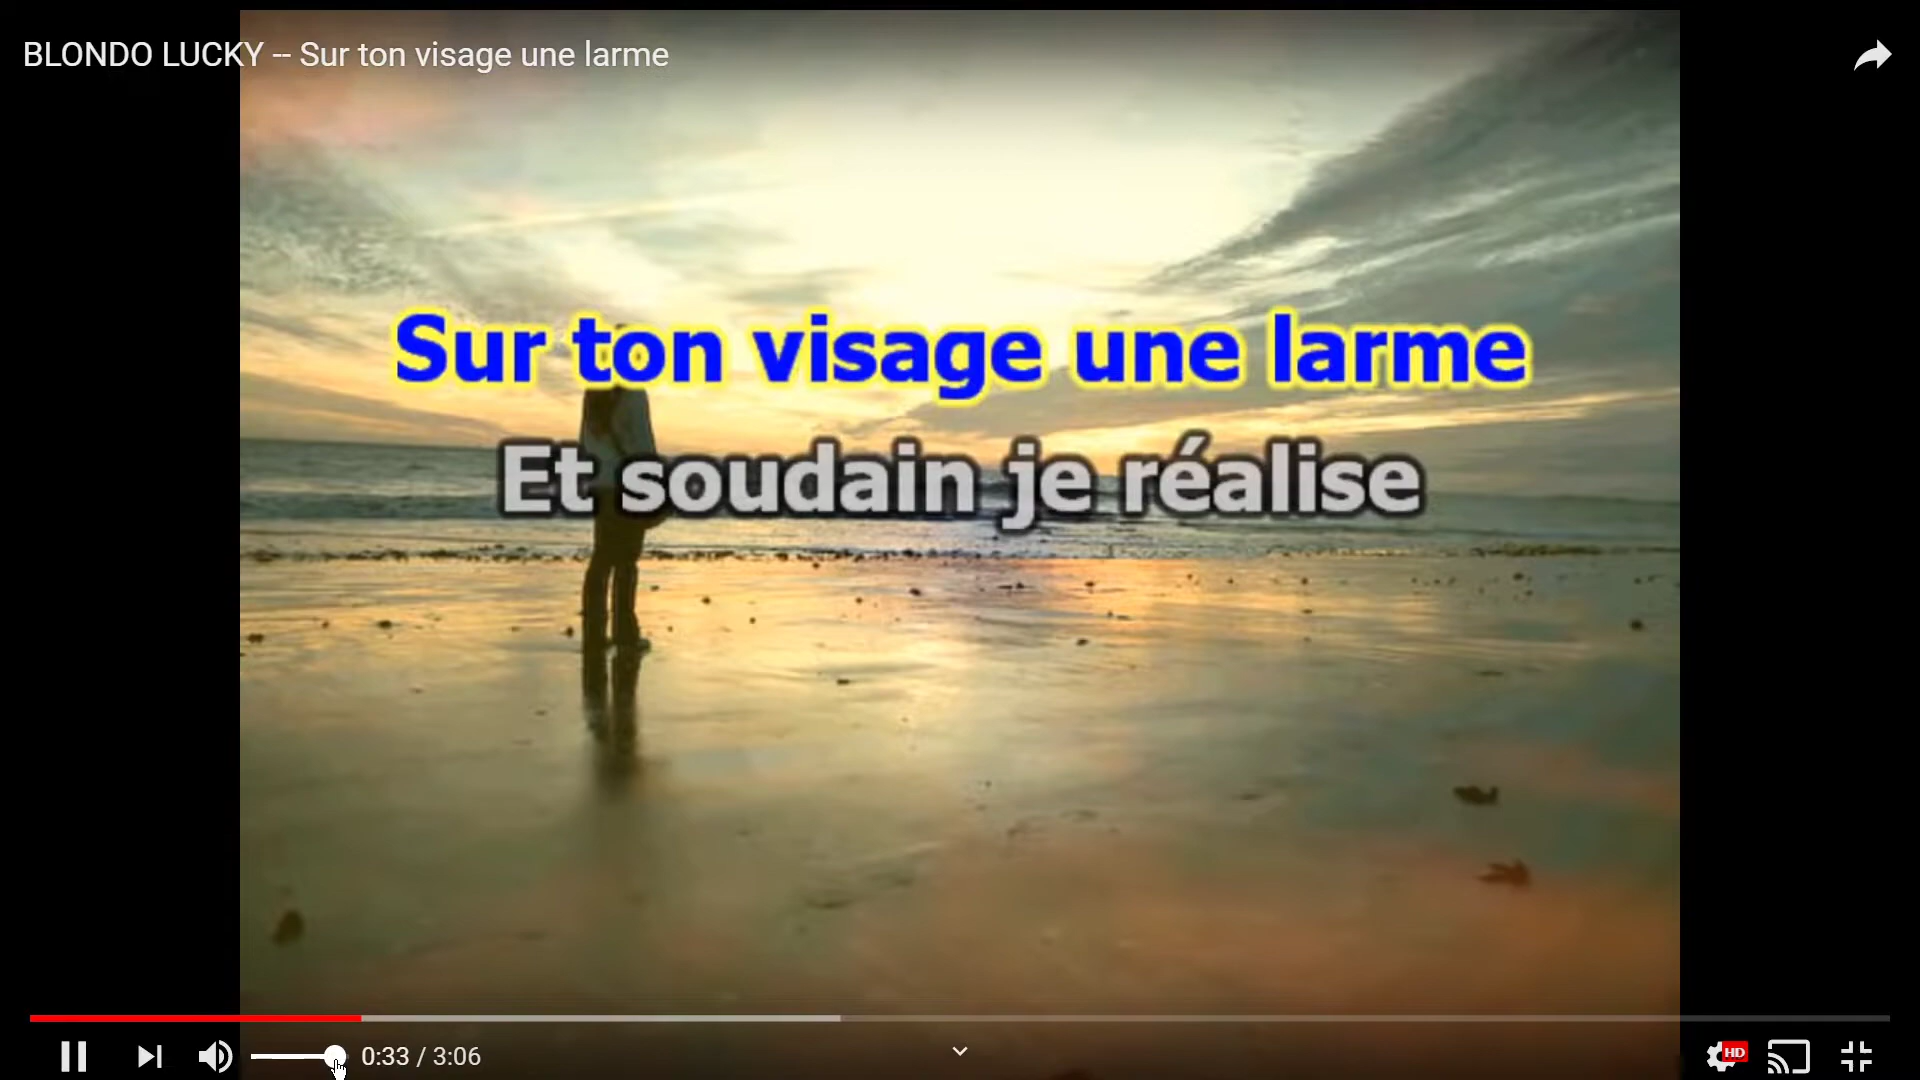 BLONDO LUCKY -- Sur ton visage une larme
Sur ton visage une larme
Et soudain je réalise
0:33 / 3:06
HD